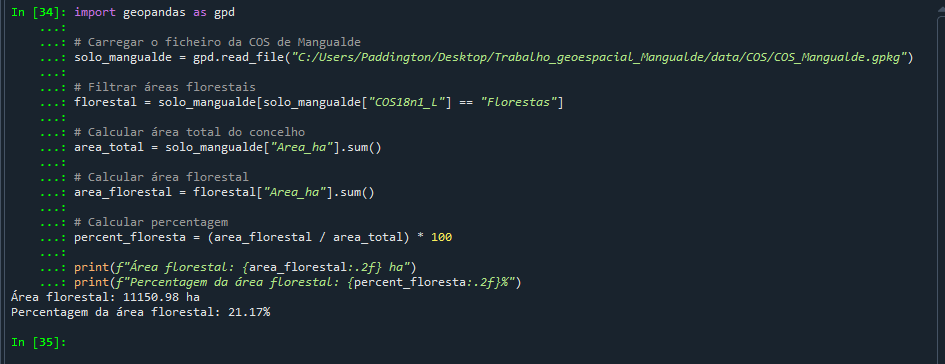 In [34]: import geopandas as gpd
...:
...: # Carregar o ficheiro da COS de Mangualde
...: solo_mangualde = gpd.read_file("C:/Users/Paddington/Desktop/Trabalho_geoespacial_Mangualde/data/COS/COS_Mangualde.gpkg")
...:
...: # Filtrar áreas florestais
...: florestal = solo_mangualde[solo_mangualde["COS18n1_L"] == "Florestas"]
...:
...: # Calcular área total do concelho
...: area_total = solo_mangualde["Area_ha"].sum()
...:
...: # Calcular área florestal
...: area_florestal = florestal["Area_ha"].sum()
...:
...: # Calcular percentagem
...: percent_floresta = (area_florestal / area_total) * 100
...:
...: print(f"Área florestal: {area_florestal:.2f} ha")
...: print(f"Percentagem da área florestal: {percent_floresta:.2f}%")
Área florestal: 11150.98 ha
Percentagem da área florestal: 21.17%
In [35]: